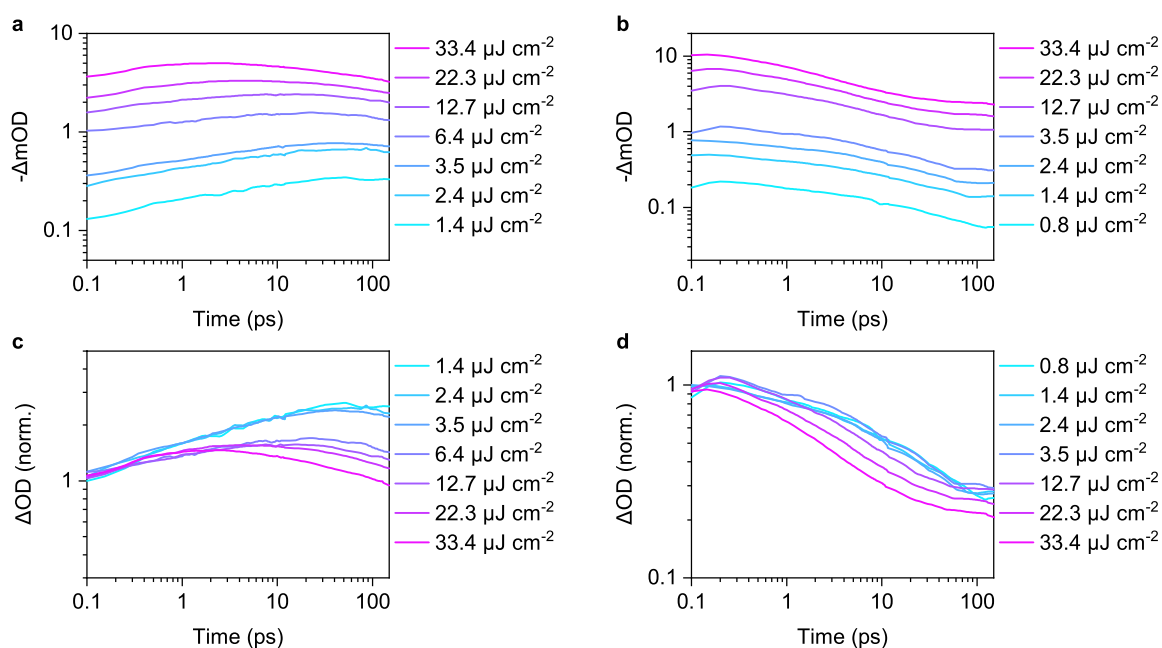 a
10
1
0.1
-ΔmOD
0.1 1 10 100
Time (ps)
33.4 µJ cm-2
22.3 µJ cm-2
12.7 µJ cm-2
6.4 µJ cm-2
3.5 µJ cm-2
2.4 µJ cm-2
1.4 µJ cm-2
b
10
1
0.1
-ΔmOD
0.1 1 10 100
Time (ps)
33.4 µJ cm-2
22.3 µJ cm-2
12.7 µJ cm-2
3.5 µJ cm-2
2.4 µJ cm-2
1.4 µJ cm-2
0.8 µJ cm-2
c
1
ΔOD (norm.)
0.1 1 10 100
Time (ps)
1.4 µJ cm-2
2.4 µJ cm-2
3.5 µJ cm-2
6.4 µJ cm-2
12.7 µJ cm-2
22.3 µJ cm-2
33.4 µJ cm-2
d
1
0.1
ΔOD (norm.)
0.1 1 10 100
Time (ps)
0.8 µJ cm-2
1.4 µJ cm-2
2.4 µJ cm-2
3.5 µJ cm-2
12.7 µJ cm-2
22.3 µJ cm-2
33.4 µJ cm-2